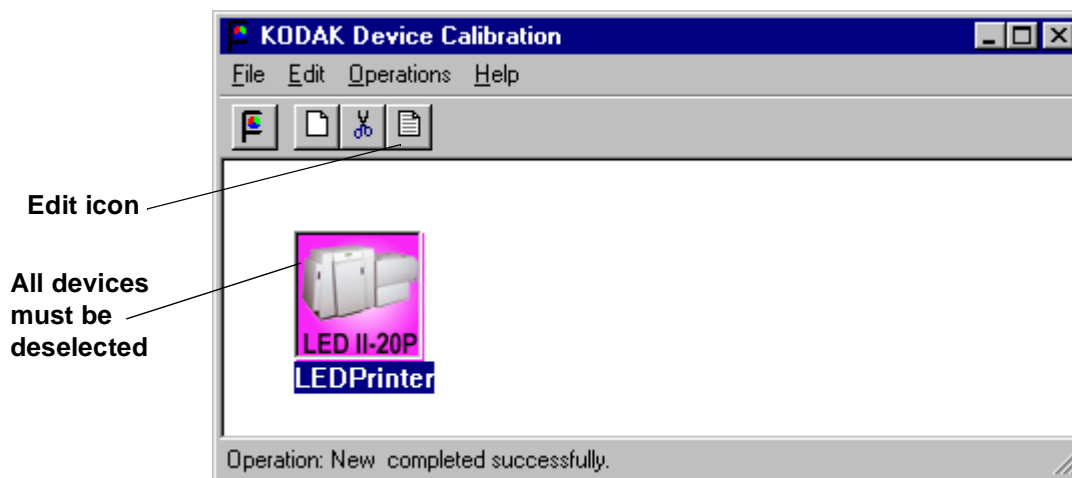 KODAK Device Calibration
File Edit Operations Help
Edit icon
All devices
must be
deselected
LED II-20P
LEDPrinter
Operation: New  completed successfully.